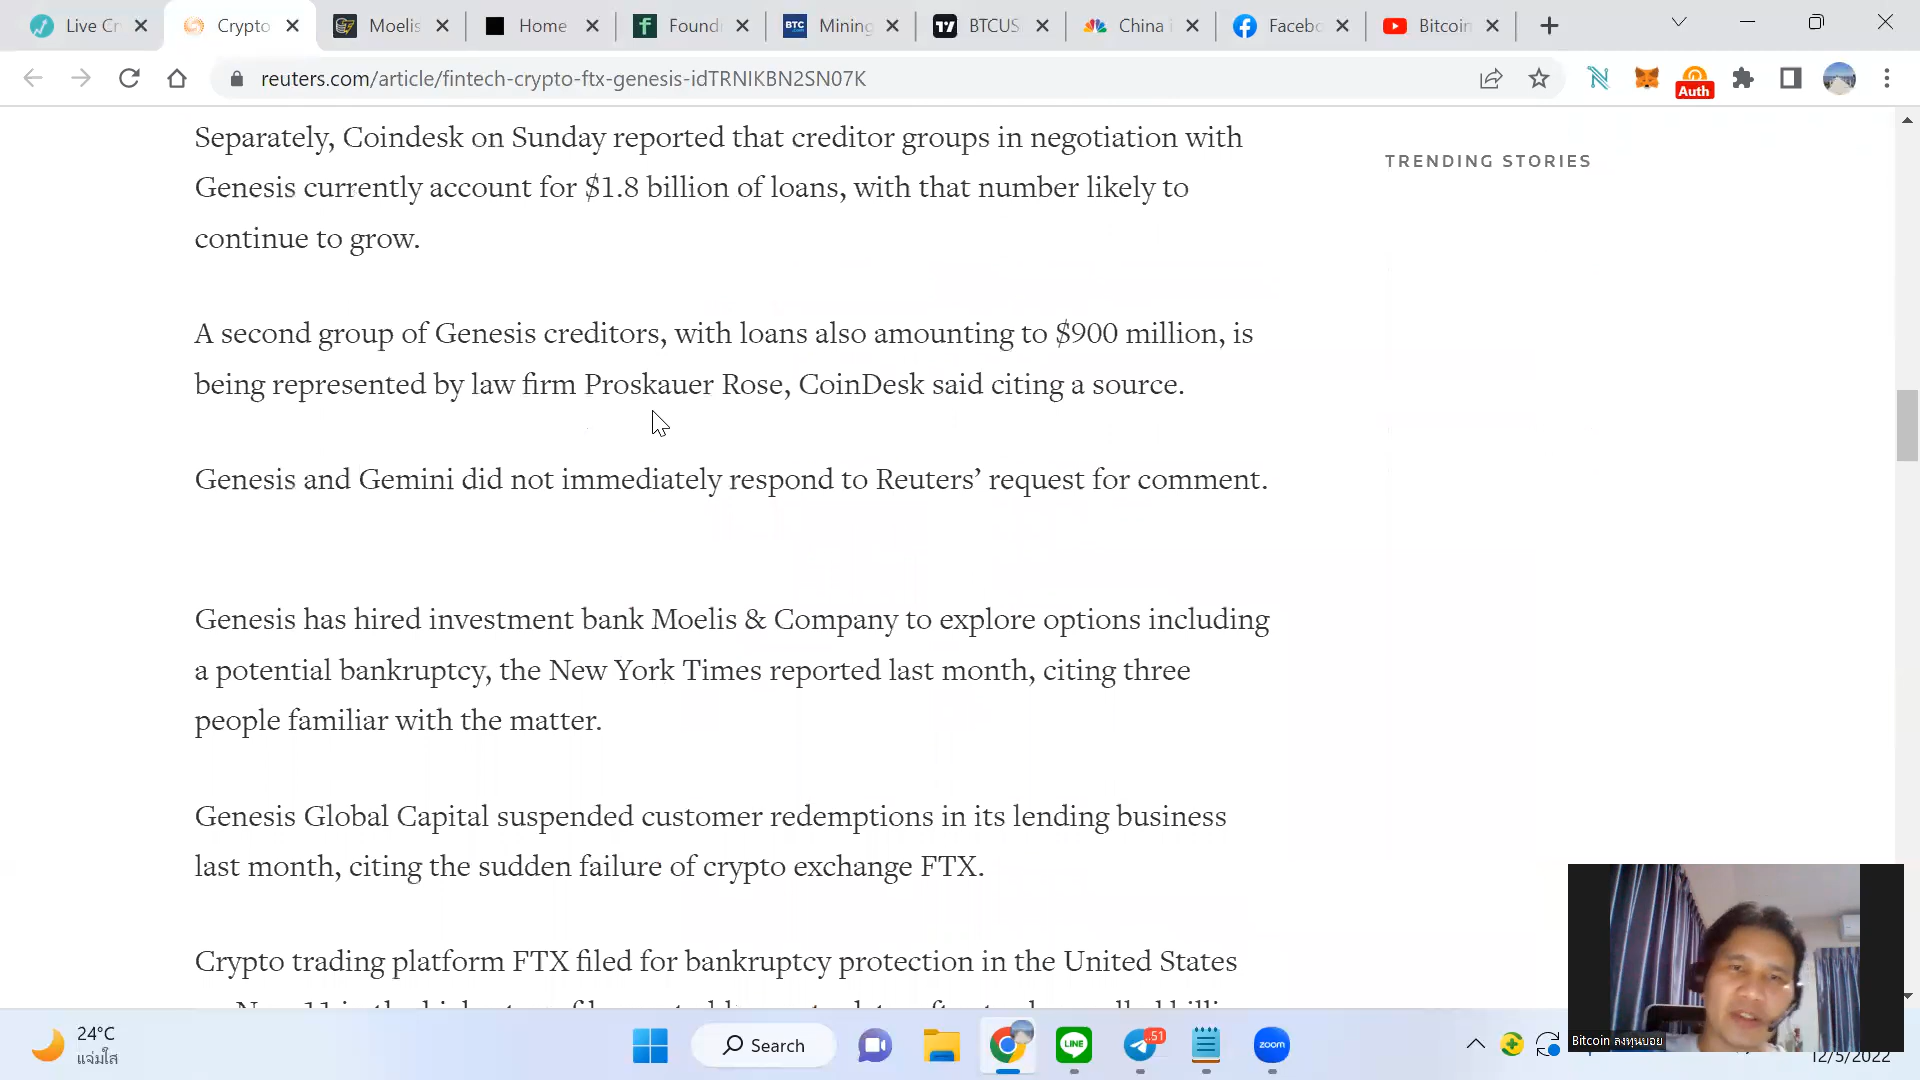 Live Cr
Crypto
Moelis
Home
Found
Mining
BTCUS
China i
Facebo
Bitcoin
reuters.com/article/fintech-crypto-ftx-genesis-idTRNIKBN2SN07K
Auth
Separately, Coindesk on Sunday reported that creditor groups in negotiation with
Genesis currently account for $1.8 billion of loans, with that number likely to
continue to grow.
TRENDING STORIES
A second group of Genesis creditors, with loans also amounting to $900 million, is
being represented by law firm Proskauer Rose, CoinDesk said citing a source.
Genesis and Gemini did not immediately respond to Reuters’ request for comment.
Genesis has hired investment bank Moelis & Company to explore options including
a potential bankruptcy, the New York Times reported last month, citing three
people familiar with the matter.
Genesis Global Capital suspended customer redemptions in its lending business
last month, citing the sudden failure of crypto exchange FTX.
Crypto trading platform FTX filed for bankruptcy protection in the United States
24°C
แจ่มใส
Search
LINE
51
zoom
Bitcoin ลงทุนบอย
12/5/2022